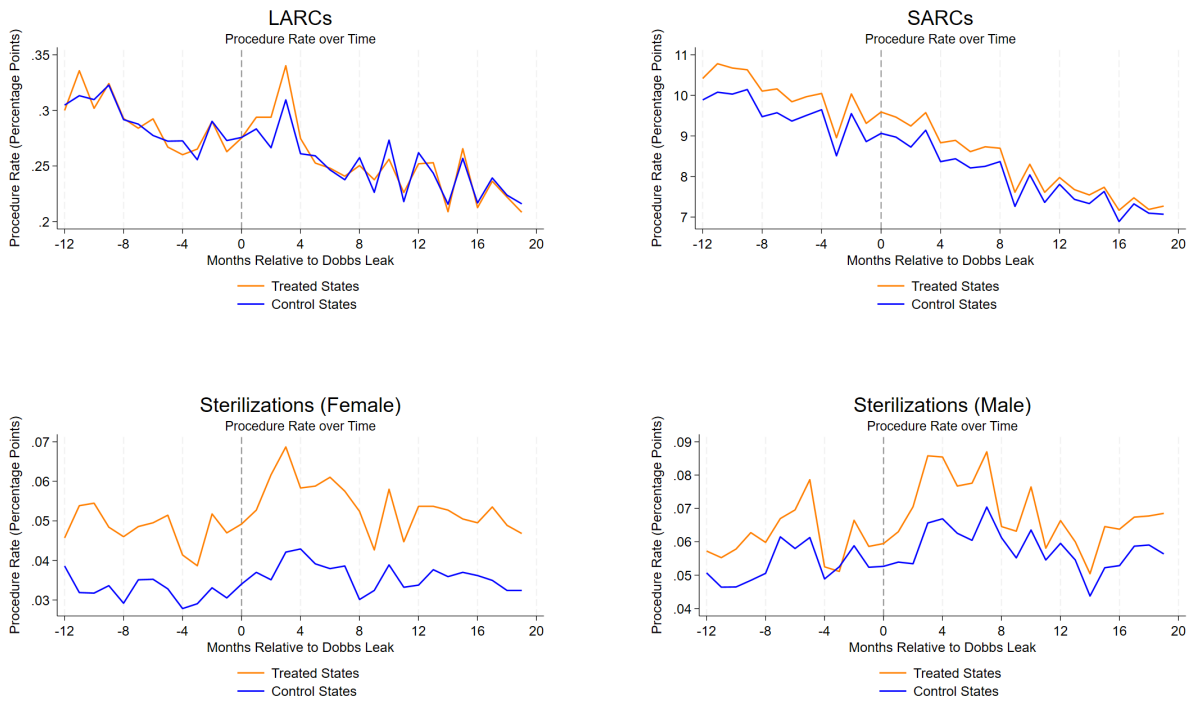 LARCs
Procedure Rate over Time
Procedure Rate (Percentage Points)
.35
.3
.25
.2
-12 -8 -4 0 4 8 12 16 20
Months Relative to Dobbs Leak
Treated States
Control States
SARCs
Procedure Rate over Time
Procedure Rate (Percentage Points)
11
10
9
8
7
-12 -8 -4 0 4 8 12 16 20
Months Relative to Dobbs Leak
Treated States
Control States
Sterilizations (Female)
Procedure Rate over Time
Procedure Rate (Percentage Points)
.07
.06
.05
.04
.03
-12 -8 -4 0 4 8 12 16 20
Months Relative to Dobbs Leak
Treated States
Control States
Sterilizations (Male)
Procedure Rate over Time
Procedure Rate (Percentage Points)
.09
.08
.07
.06
.05
.04
-12 -8 -4 0 4 8 12 16 20
Months Relative to Dobbs Leak
Treated States
Control States